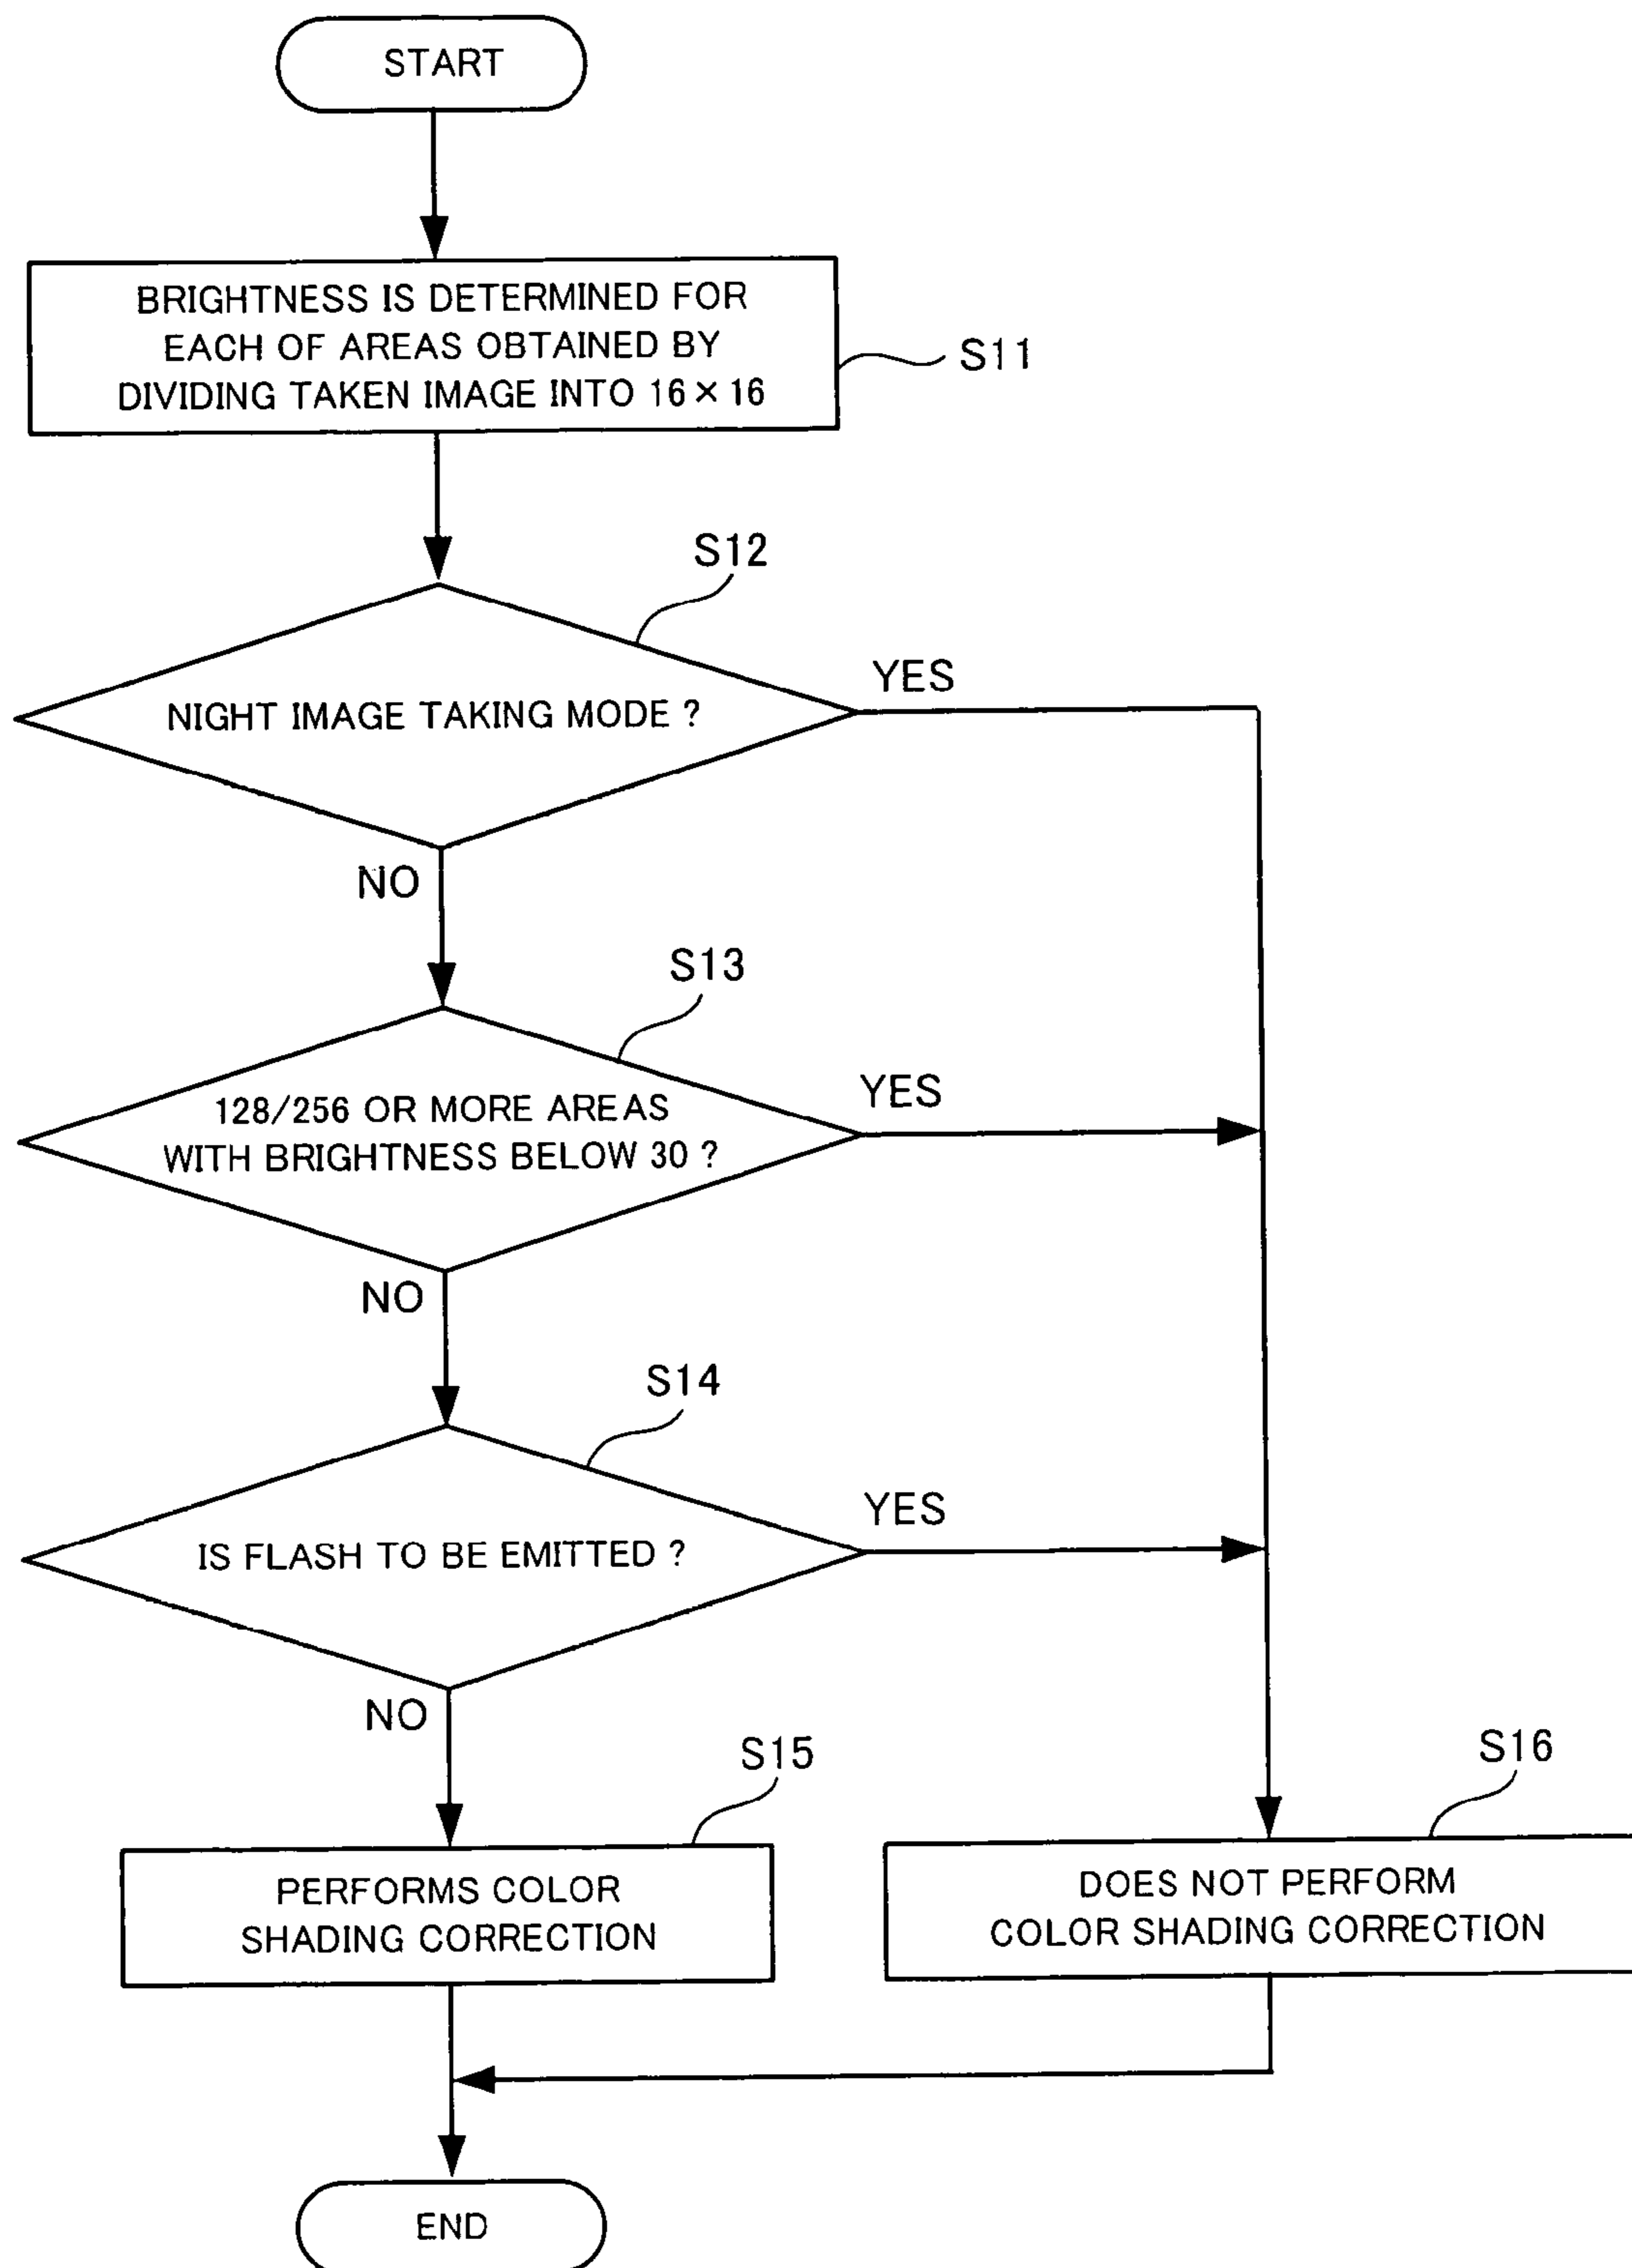 START
BRIGHTNESS IS DETERMINED FOR
EACH OF AREAS OBTAINED BY
DIVIDING TAKEN IMAGE INTO 16 × 16
S11
S12
NIGHT IMAGE TAKING MODE ?
YES
NO
S13
128/256 OR MORE AREAS
WITH BRIGHTNESS BELOW 30 ?
YES
NO
S14
IS FLASH TO BE EMITTED ?
YES
NO
S15
PERFORMS COLOR
SHADING CORRECTION
S16
DOES NOT PERFORM
COLOR SHADING CORRECTION
END